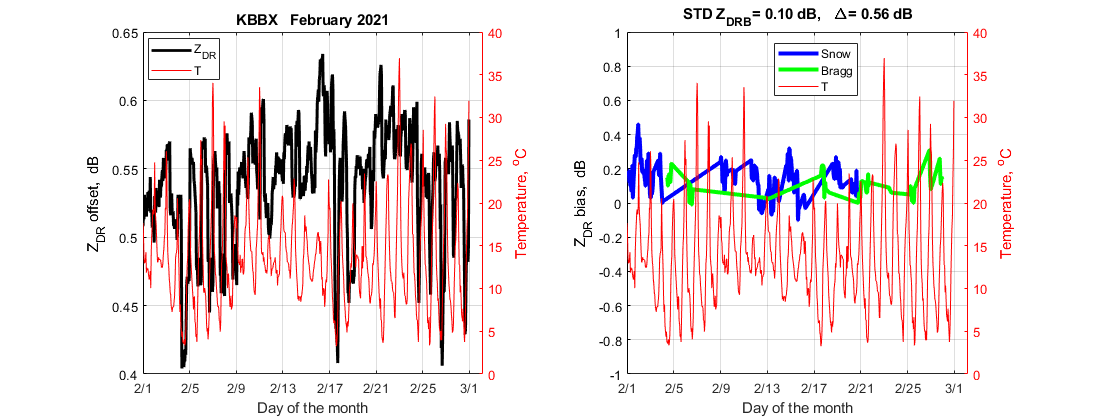 KBBX February 2021
Z_DR
T
0.65
0.6
0.55
0.5
0.45
0.4
Z_DR offset, dB
40
35
30
25
20
15
10
5
0
Temperature, °C
2/1 2/5 2/9 2/13 2/17 2/21 2/25 3/1
Day of the month
STD Z_DRB = 0.10 dB, Δ = 0.56 dB
Snow
Bragg
T
1
0.8
0.6
0.4
0.2
0
-0.2
-0.4
-0.6
-0.8
-1
Z_DR bias, dB
40
35
30
25
20
15
10
5
0
Temperature, °C
2/1 2/5 2/9 2/13 2/17 2/21 2/25 3/1
Day of the month